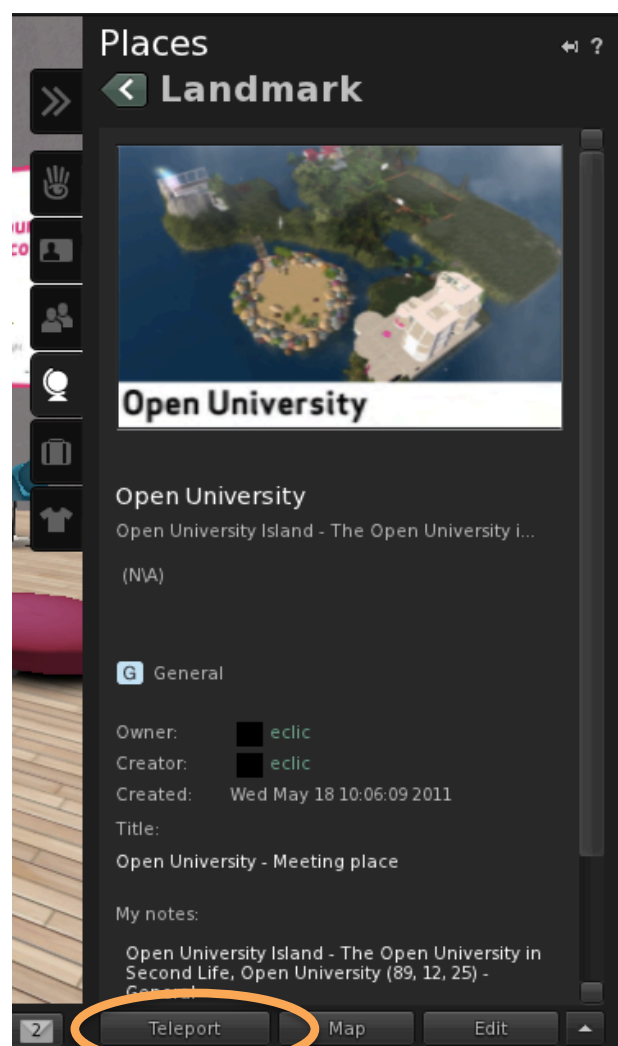 Places
?
Landmark
Open University
Open University
Open University Island - The Open University i...
(N\A)
G General
Owner: eclic
Creator: eclic
Created: Wed May 18 10:06:09 2011
Title:
Open University - Meeting place
My notes:
Open University Island - The Open University in
Second Life, Open University (89, 12, 25) -
General
2 Teleport Map Edit